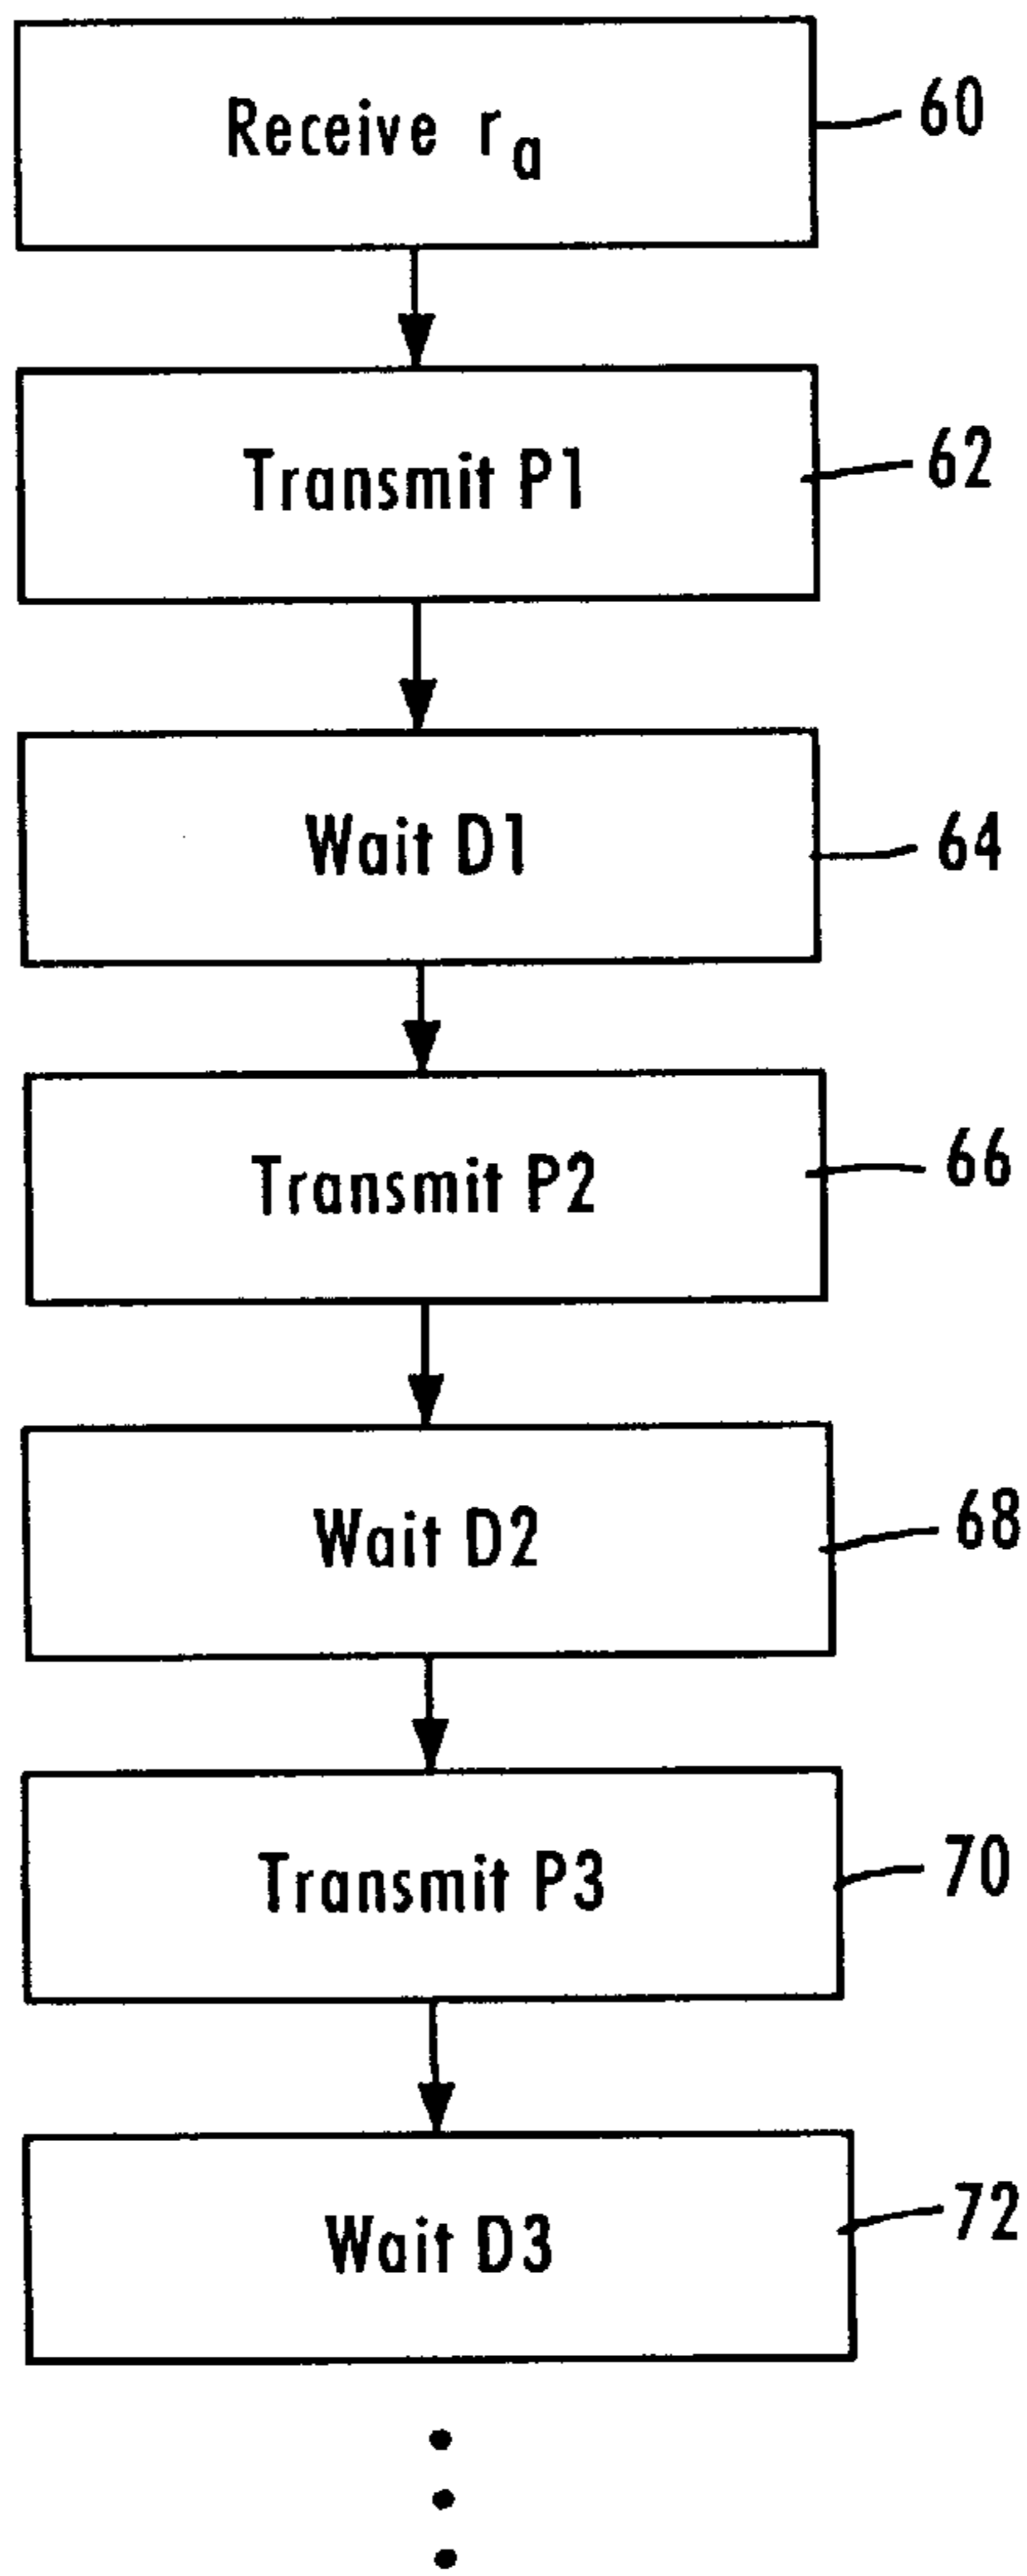 Receive ra 60
Transmit P1 62
Wait D1 64
Transmit P2 66
Wait D2 68
Transmit P3 70
Wait D3 72